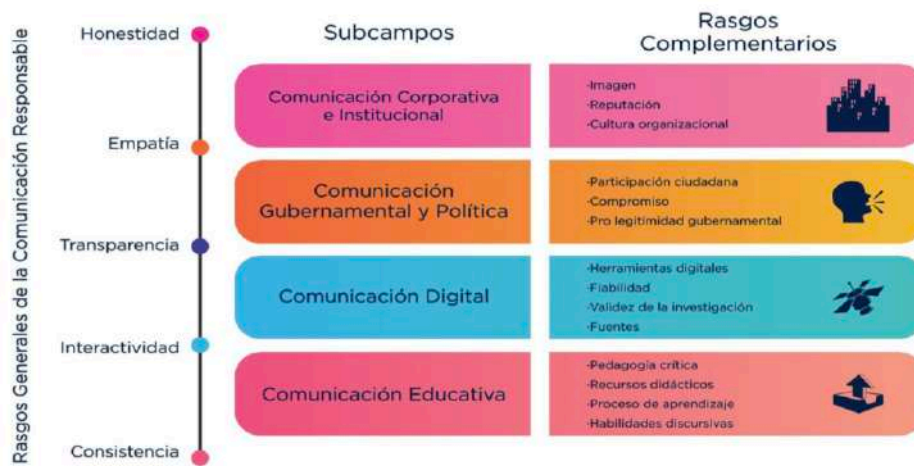 Rasgos Generales de la Comunicación Responsable
Honestidad
Empatía
Transparencia
Interactividad
Consistencia
Subcampos
Rasgos
Complementarios
Comunicación Corporativa
e Institucional
·Imagen
·Reputación
·Cultura organizacional
Comunicación
Gubernamental y Política
·Participación ciudadana
·Compromiso
·Pro legitimidad gubernamental
Comunicación Digital
·Herramientas digitales
·Fiabilidad
·Validez de la investigación
·Fuentes
Comunicación Educativa
·Pedagogía crítica
·Recursos didácticos
·Proceso de aprendizaje
·Habilidades discursivas